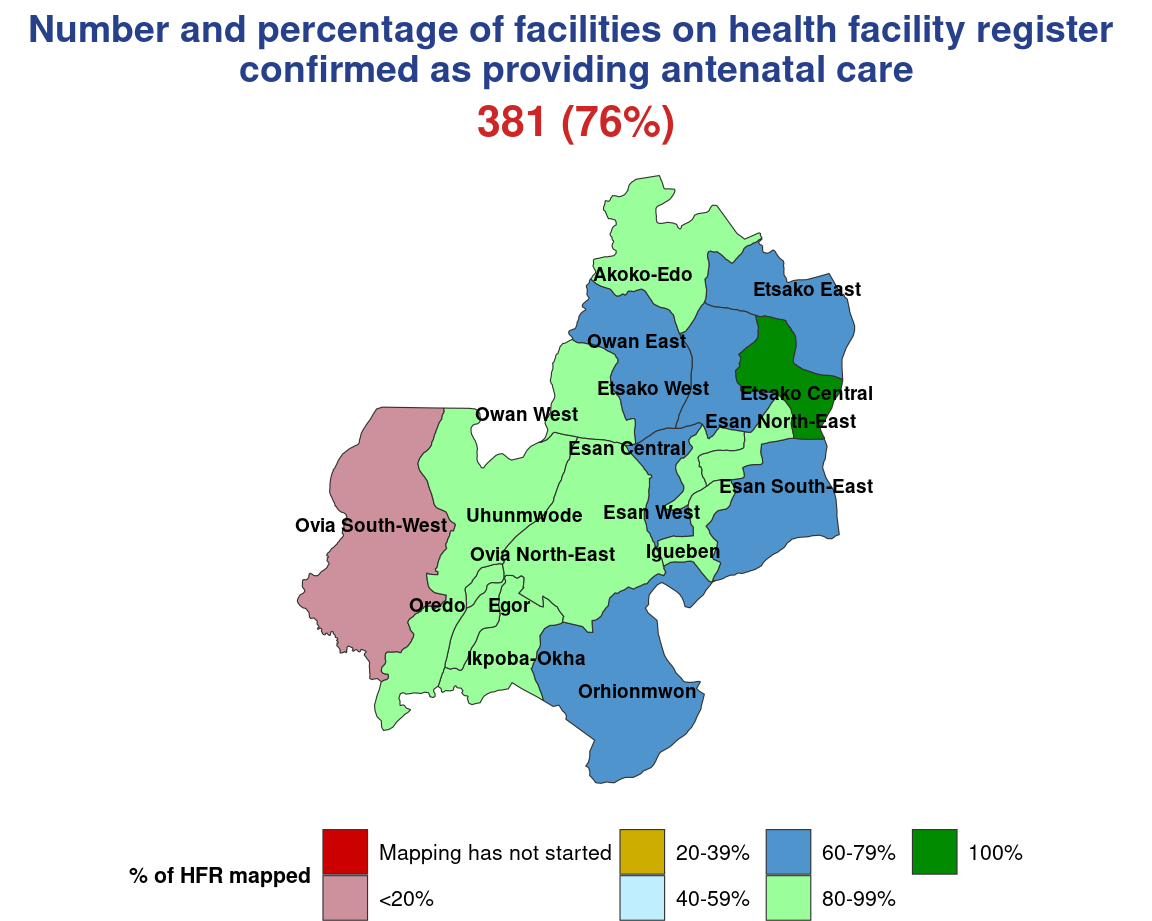 Number and percentage of facilities on health facility register
confirmed as providing antenatal care
381 (76%)
Akoko-Edo
Etsako East
Owan East
Etsako West
Etsako Central
Owan West
Esan North-East
Esan Central
Esan South-East
Esan West
Uhunmwode
Ovia South-West
Igueben
Ovia North-East
Oredo
Egor
Ikpoba-Okha
Orhionmwon
% of HFR mapped
Mapping has not started
<20%
20-39%
40-59%
60-79%
80-99%
100%